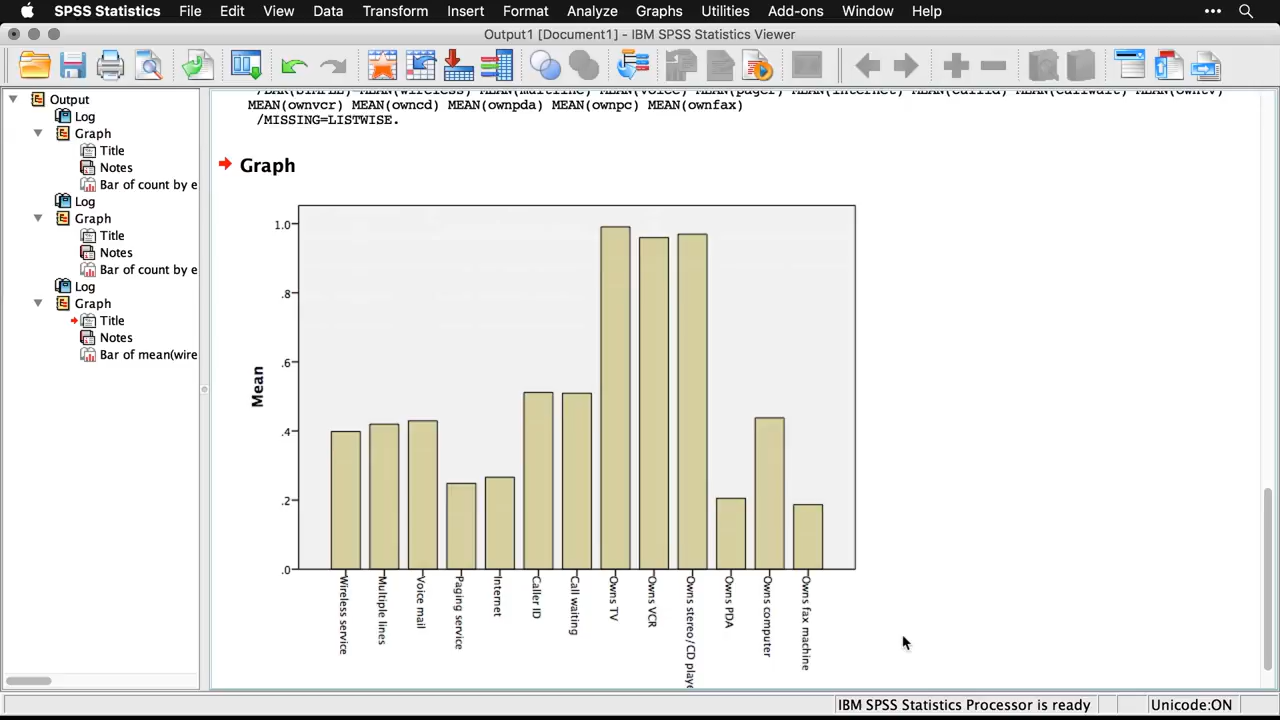 SPSS Statistics File Edit View Data Transform Insert Format Analyze Graphs Utilities Add-ons Window Help
Output1 [Document1] - IBM SPSS Statistics Viewer
Output
Log
Graph
Title
Notes
Bar of count by e
Log
Graph
Title
Notes
Bar of count by e
Log
Graph
Title
Notes
Bar of mean(wire
MEAN(ownvcr) MEAN(owncd) MEAN(ownpda) MEAN(ownpc) MEAN(ownfax)
/MISSING=LISTWISE.
Graph
Mean
1.0
.8
.6
.4
.2
.0
Wireless service
Multiple lines
Voice mail
Paging service
Internet
Caller ID
Call waiting
Owns TV
Owns VCR
Owns stereo/CD playe
Owns PDA
Owns computer
Owns fax machine
IBM SPSS Statistics Processor is ready
Unicode:ON